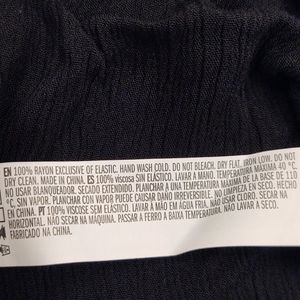 EN 100% RAYON EXCLUSIVE OF ELASTIC. HAND WASH COLD. DO NOT BLEACH. DRY FLAT. IRON LOW. DO NOT
DRY CLEAN. MADE IN CHINA. ES 100% viscosa SIN ELÁSTICO. LAVAR A MANO. TEMPERATURA MÁXIMA 40 °C
NO USAR BLANQUEADOR. SECADO EXTENDIDO. PLANCHAR A UNA TEMPERATURA MÁXIMA DE LA BASE DE 110
°C, SIN VAPOR. PLANCHAR CON VAPOR PUEDE CAUSAR DAÑO IRREVERSIBLE. NO LIMPIEZA EN SECO. HECHO
EN CHINA. PT 100% VISCOSE SEM ELÁSTICO. LAVAR À MÃO EM ÁGUA FRIA. NÃO USAR CLORO. SECAR NA
HORIZONTAL. NÃO SECAR NA MAQUINA. PASSAR A FERRO A BAIXA TEMPERATURA. NÃO LAVAR A SECO.
FABRICADO NA CHINA.